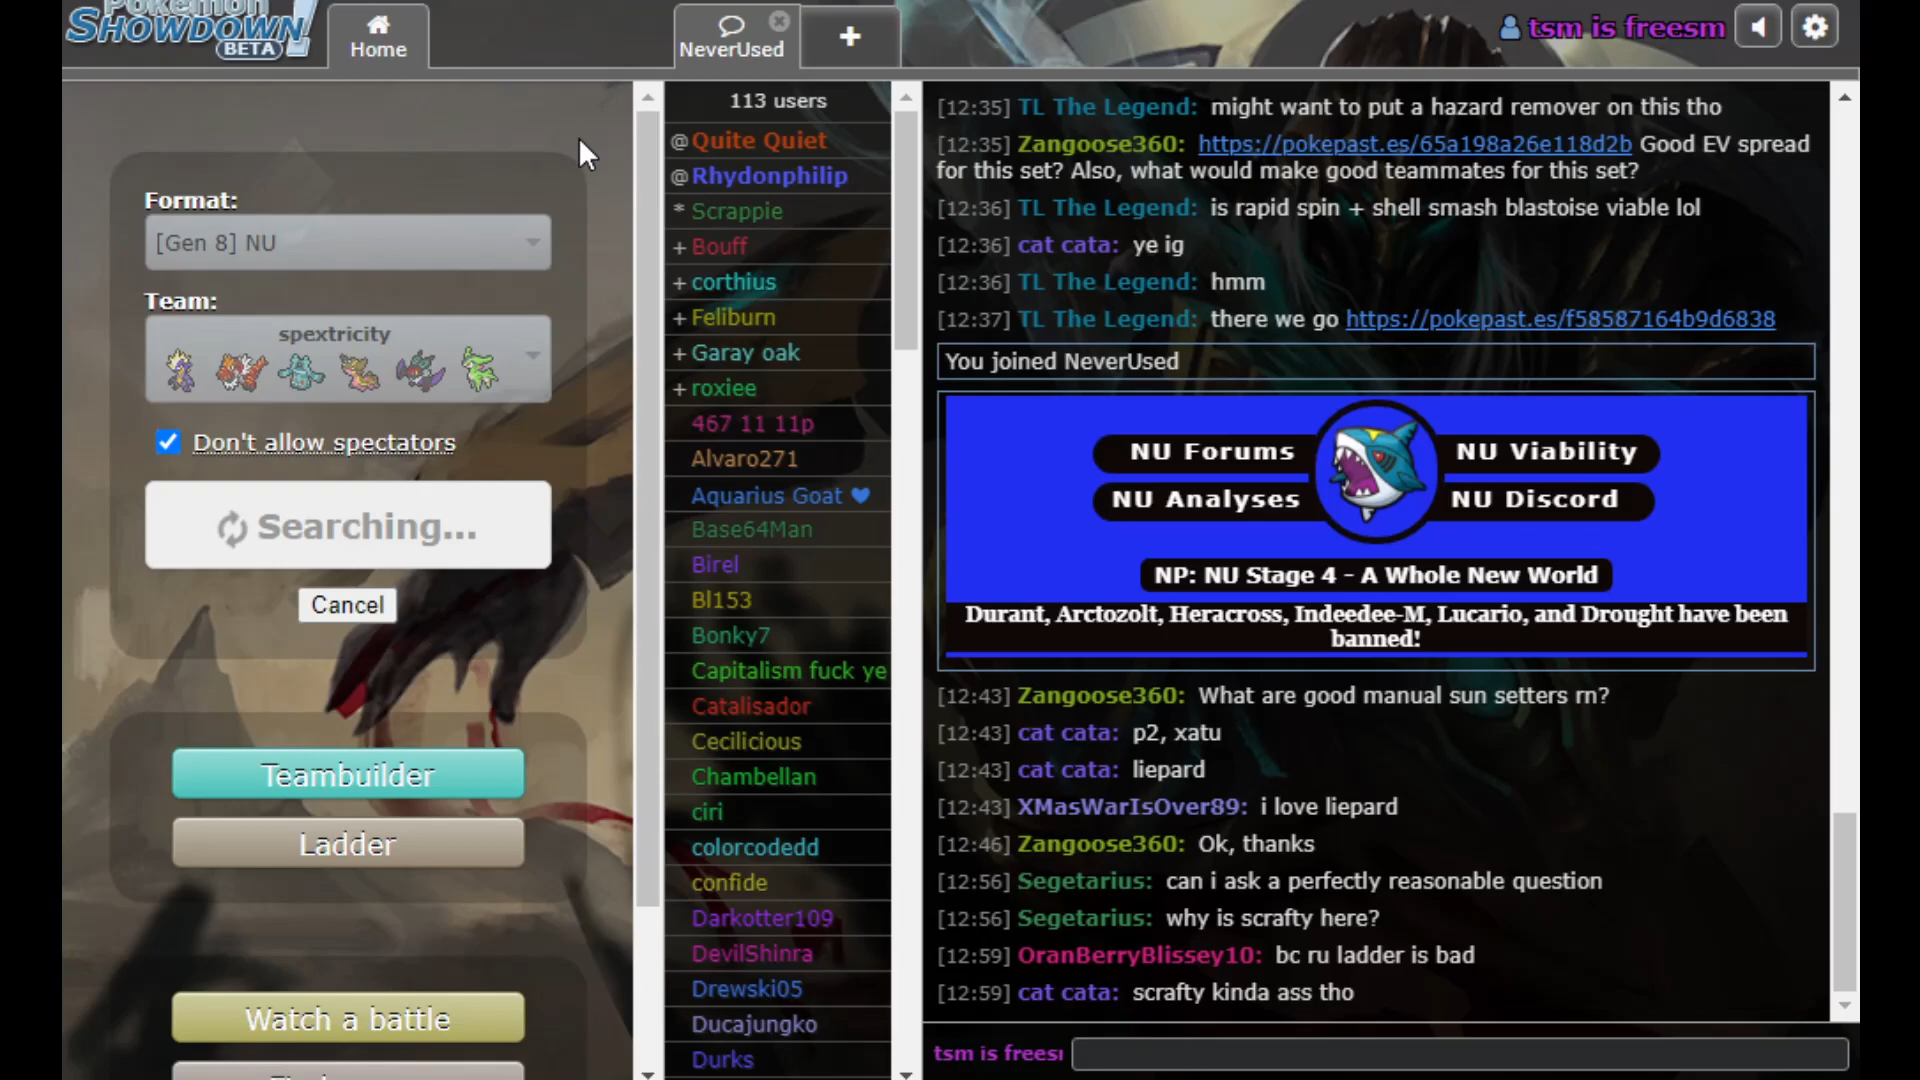 Pokémon
SHOWDOWN!
BETA
Home
NeverUsed
tsm is freesm
Format:
[Gen 8] NU
Team:
spextricity
Don't allow spectators
Searching...
Cancel
Teambuilder
Ladder
Watch a battle
113 users
@Quite Quiet
@Rhydonphilip
* Scrappie
+Bouff
+corthius
+Feliburn
+Garay oak
+roxiee
467 11 11p
Alvaro271
Aquarius Goat ♥
Base64Man
Birel
Bl153
Bonky7
Capitalism fuck ye
Catalisador
Cecilicious
Chambellan
ciri
colorcodedd
confide
Darkotter109
DevilShinra
Drewski05
Ducajungko
Durks
[12:35] TL The Legend: might want to put a hazard remover on this tho
[12:35] Zangoose360: https://pokepast.es/65a198a26e118d2b Good EV spread
for this set? Also, what would make good teammates for this set?
[12:36] TL The Legend: is rapid spin + shell smash blastoise viable lol
[12:36] cat cata: ye ig
[12:36] TL The Legend: hmm
[12:37] TL The Legend: there we go https://pokepast.es/f58587164b9d6838
You joined NeverUsed
NU Forums
NU Viability
NU Analyses
NU Discord
NP: NU Stage 4 - A Whole New World
Durant, Arctozolt, Heracross, Indeedee-M, Lucario, and Drought have been
banned!
[12:43] Zangoose360: What are good manual sun setters rn?
[12:43] cat cata: p2, xatu
[12:43] cat cata: liepard
[12:43] XMasWarIsOver89: i love liepard
[12:46] Zangoose360: Ok, thanks
[12:56] Segetarius: can i ask a perfectly reasonable question
[12:56] Segetarius: why is scrafty here?
[12:59] OranBerryBlissey10: bc ru ladder is bad
[12:59] cat cata: scrafty kinda ass tho
tsm is frees